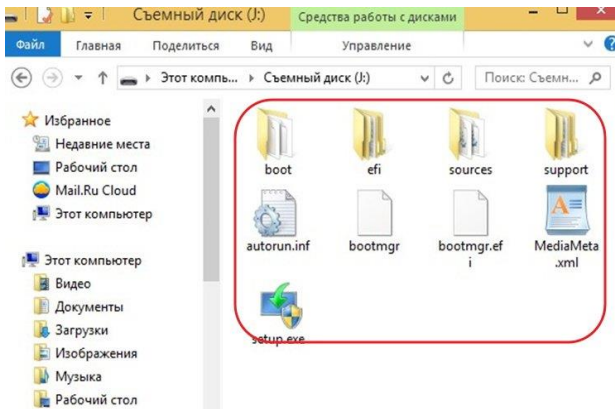 Съемный диск (J:)
Средства работы с дисками
Файл Главная Поделиться Вид Управление
Этот компь... Съемный диск (J:) Поиск: Съемн...
Избранное
Недавние места
Рабочий стол
Mail.Ru Cloud
Этот компьютер
Этот компьютер
Видео
Документы
Загрузки
Изображения
Музыка
Рабочий стол
boot efi sources support
autorun.inf bootmgr bootmgr.ef
i
MediaMeta
.xml
setup.exe